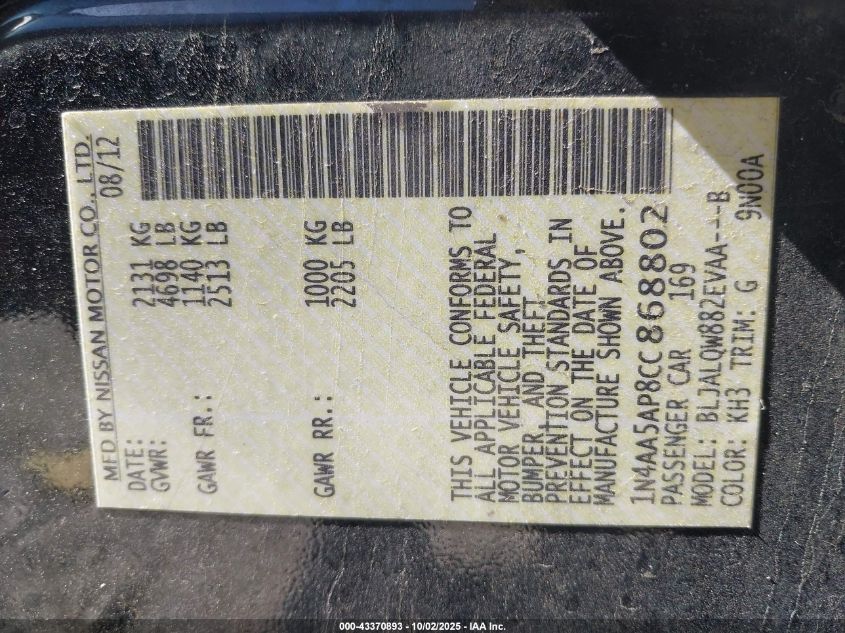 MFD BY NISSAN MOTOR CO., LTD.
DATE: 08/12
GVWR: 2131 KG
4698 LB
GAWR FR.: 1140 KG
2513 LB
GAWR RR.: 1000 KG
2205 LB
THIS VEHICLE CONFORMS TO
ALL APPLICABLE FEDERAL
MOTOR VEHICLE SAFETY,
BUMPER AND THEFT
PREVENTION STANDARDS IN
EFFECT ON THE DATE OF
MANUFACTURE SHOWN ABOVE.
1N4AA5AP8CC868802
PASSENGER CAR 169
MODEL: BLJALQW882EVAA---B
COLOR: KH3 TRIM: G 9N00A
000-43370893 - 10/02/2025 - IAA Inc.